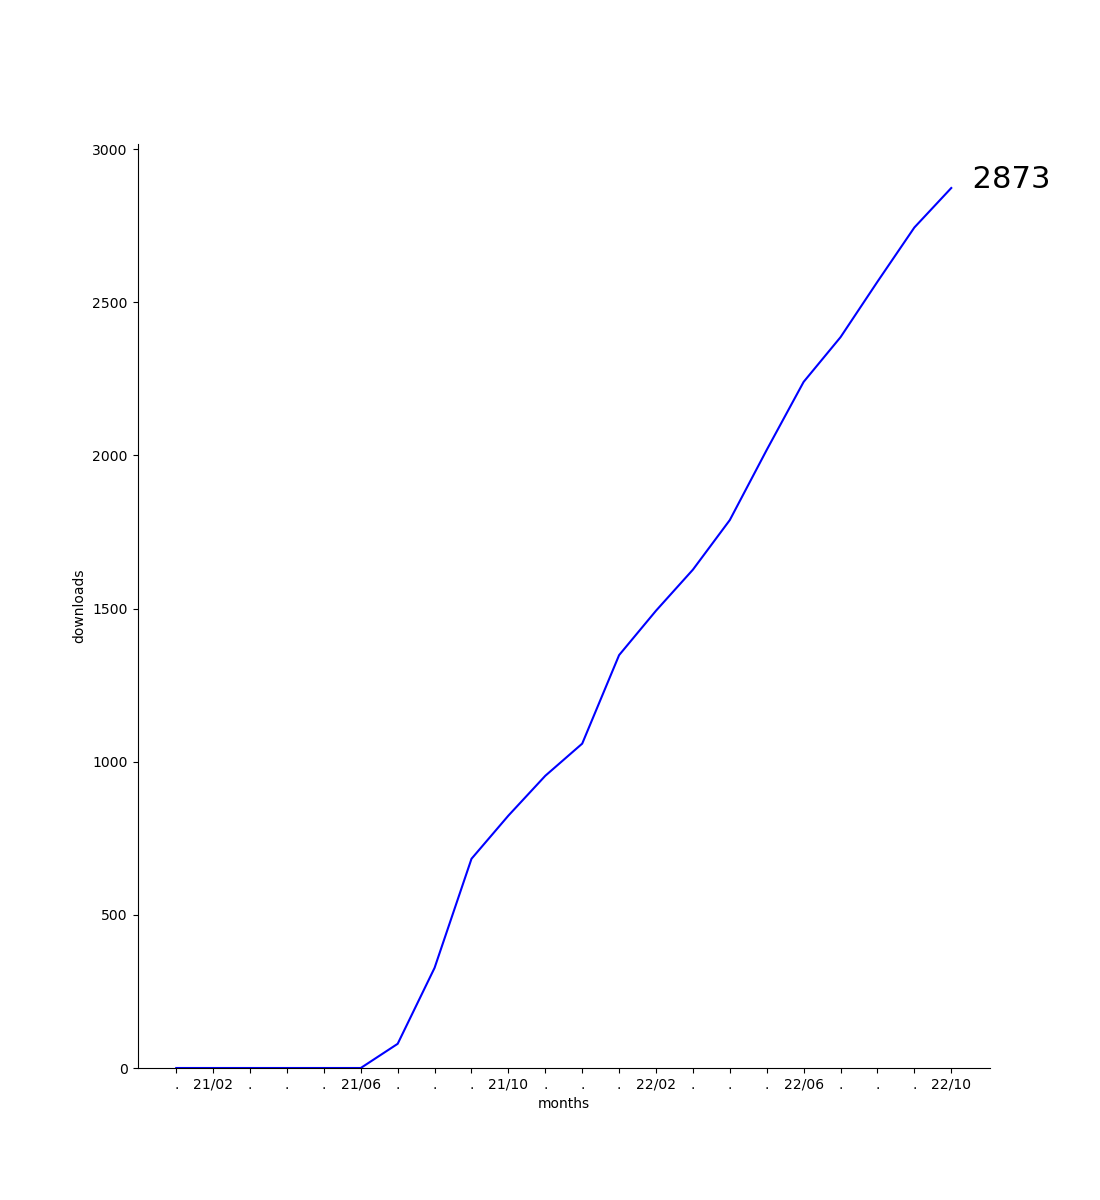 3000
2873
2500
2000
downloads
1500
1000
500
0
. 21/02 . . . 21/06 . . . 21/10 . . . 22/02 . . . 22/06 . . . 22/10
months